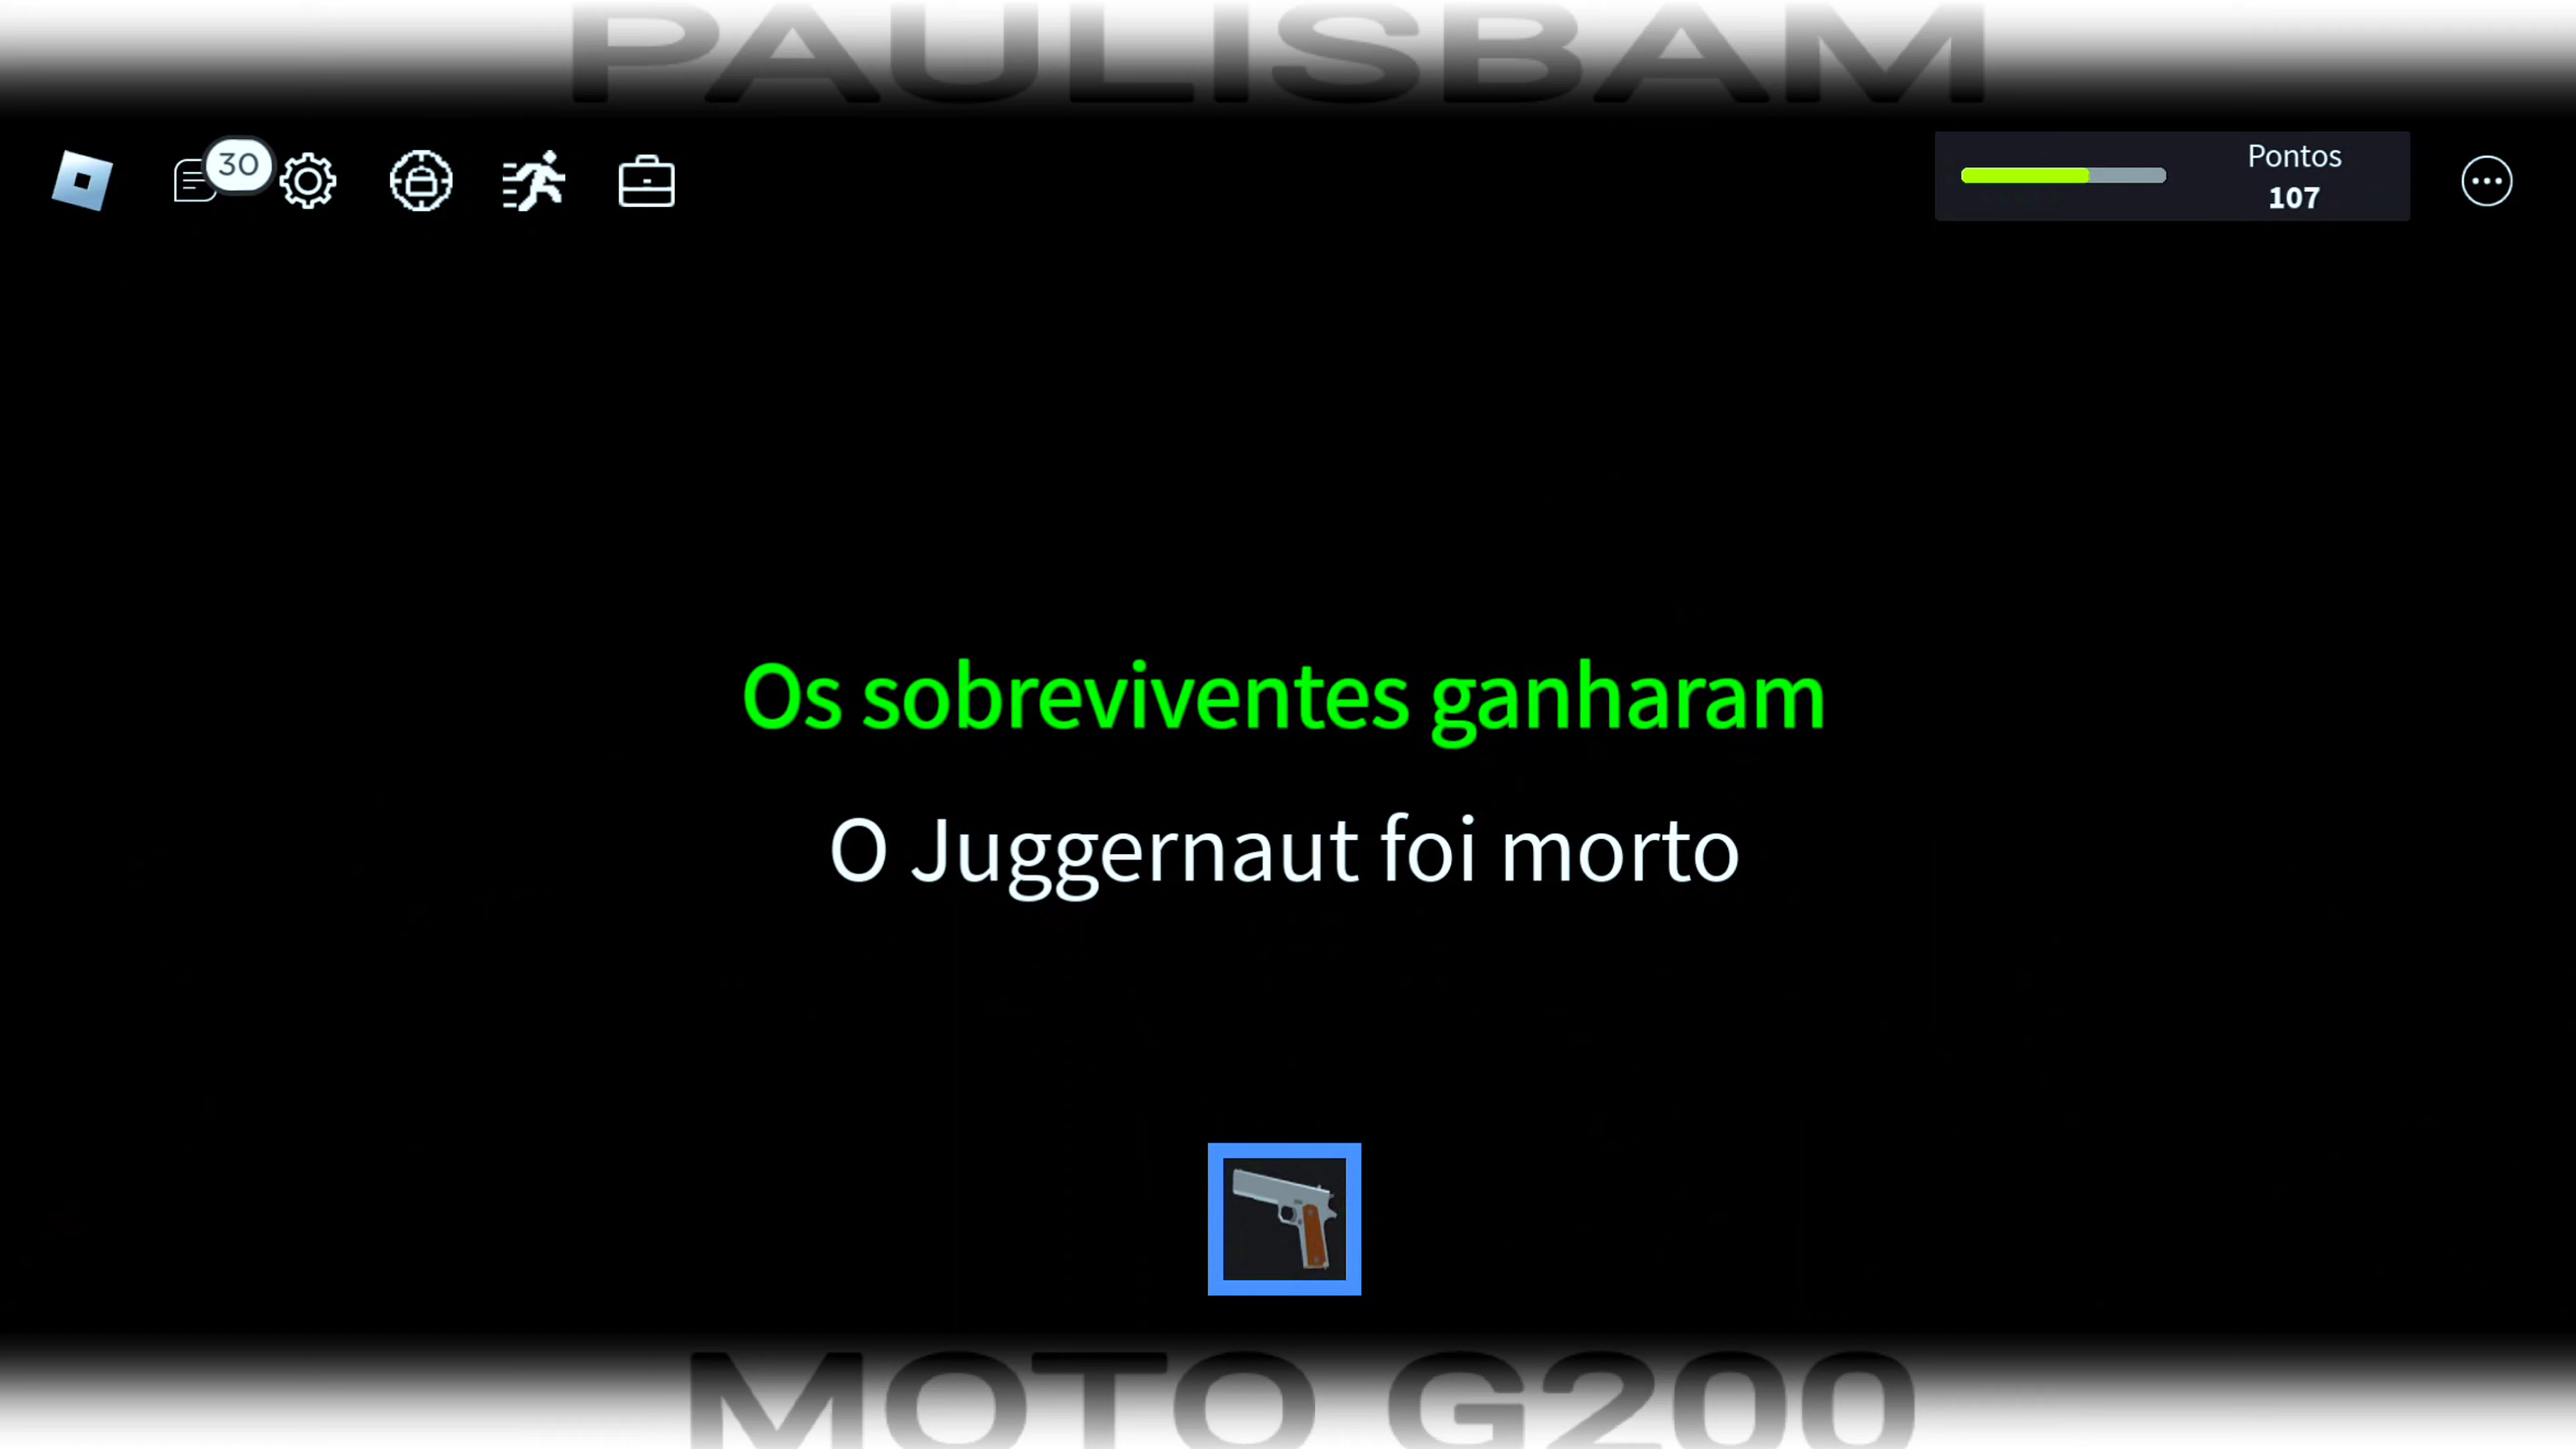 PAULISBAM
30
Pontos
107
Os sobreviventes ganharam
O Juggernaut foi morto
MOTO G200